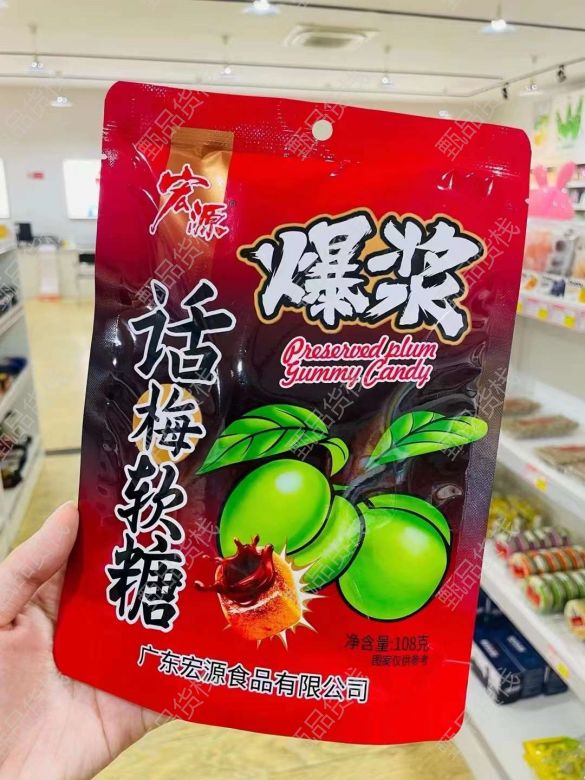 宏源
爆浆
Preserved plum
Gummy Candy
话梅软糖
净含量:108克
图案仅供参考
广东宏源食品有限公司
甄品货栈